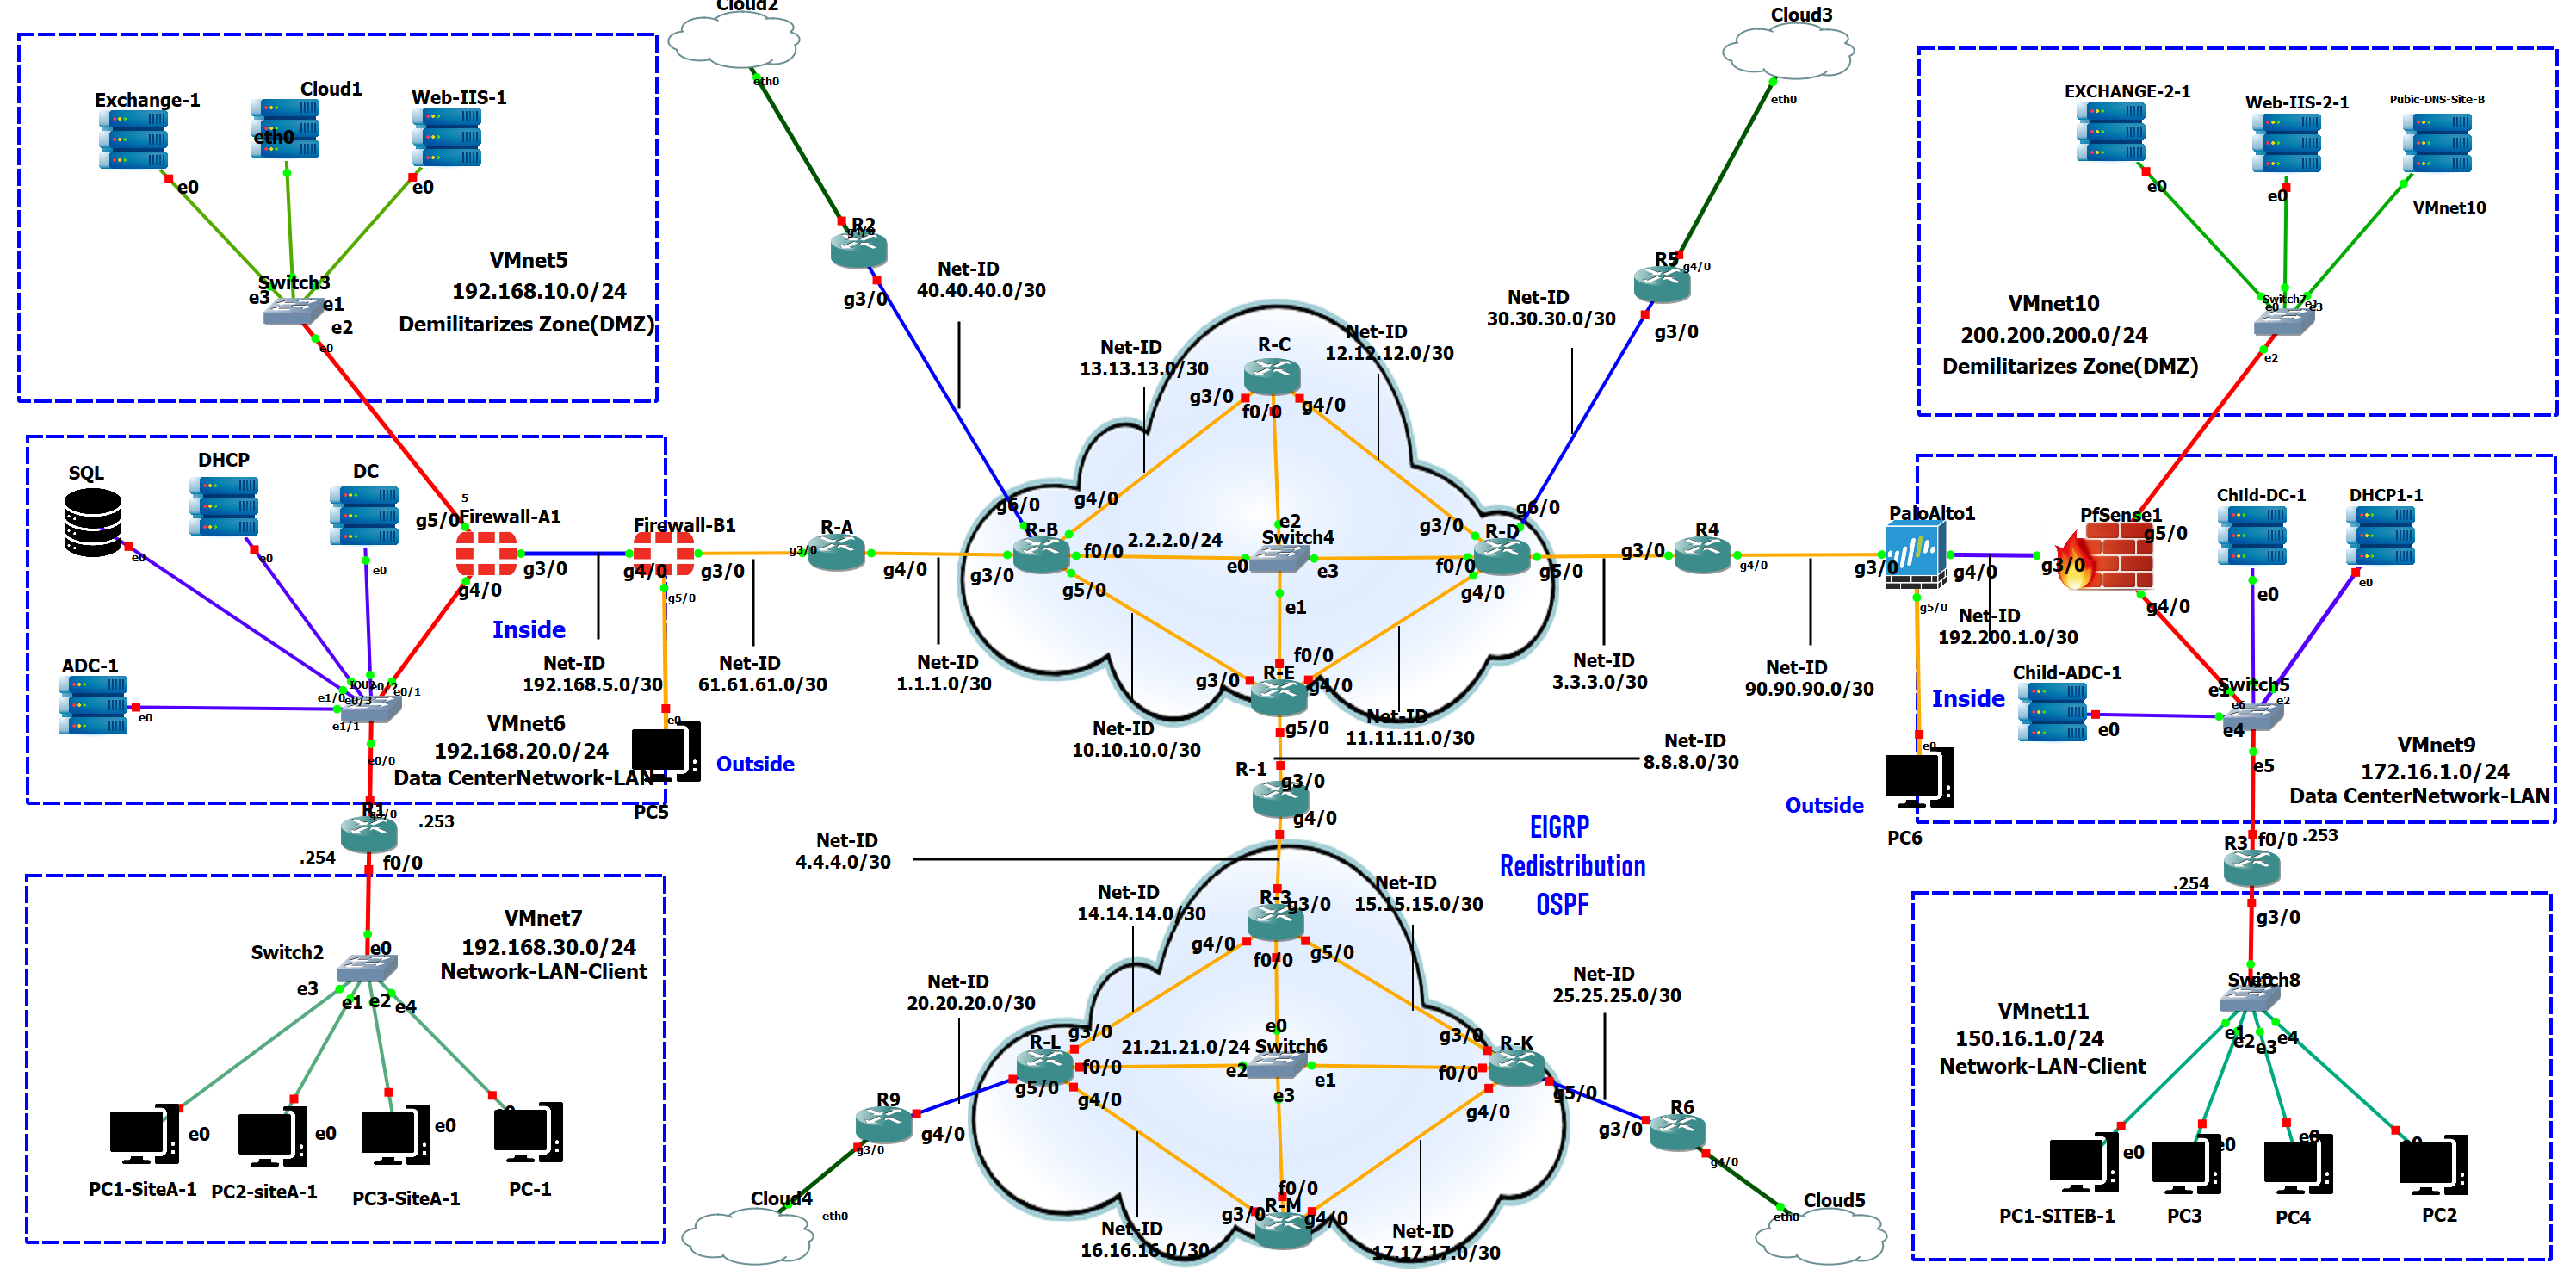 Cloud2
eth0
R2
g3/0
Net-ID
40.40.40.0/30
Cloud3
eth0
R5
g4/0
g3/0
Net-ID
30.30.30.0/30
Exchange-1
e0
Cloud1
eth0
Web-IIS-1
e0
Switch3
e3
e1
e2
e0
VMnet5
192.168.10.0/24
Demilitarizes Zone(DMZ)
EXCHANGE-2-1
e0
Web-IIS-2-1
e0
Pubic-DNS-Site-B
VMnet10
Switch7
e0
e1
e3
e2
VMnet10
200.200.200.0/24
Demilitarizes Zone(DMZ)
SQL
e0
DHCP
e0
DC
e0
ADC-1
e0
e1/0
e0/3
e0/2
e0/1
e1/1
e0/0
5
g5/0
Firewall-A1
g3/0
g4/0
Inside
Net-ID
192.168.5.0/30
VMnet6
192.168.20.0/24
Data CenterNetwork-LAN
Firewall-B1
g4/0
g3/0
g5/0
e0
PC5
Outside
Net-ID
61.61.61.0/30
R-A
g3/0
g4/0
Net-ID
1.1.1.0/30
R-B
g6/0
g4/0
f0/0
g3/0
g5/0
Net-ID
13.13.13.0/30
R-C
g3/0
f0/0
g4/0
Net-ID
12.12.12.0/30
2.2.2.0/24
Switch4
e2
e0
e3
e1
R-D
g6/0
g3/0
f0/0
g5/0
g4/0
R-E
f0/0
g3/0
g4/0
g5/0
Net-ID
10.10.10.0/30
Net-ID
11.11.11.0/30
R4
g3/0
g4/0
Net-ID
3.3.3.0/30
Net-ID
90.90.90.0/30
PaloAlto1
g3/0
g4/0
g5/0
Net-ID
192.200.1.0/30
e0
PC6
Outside
Inside
PfSense1
g5/0
g3/0
g4/0
Child-DC-1
e0
DHCP1-1
e0
Child-ADC-1
e0
Switch5
e1
e6
e2
e4
e5
VMnet9
172.16.1.0/24
Data CenterNetwork-LAN
Net-ID
8.8.8.0/30
R-1
g3/0
g4/0
Net-ID
4.4.4.0/30
EIGRP
Redistribution
OSPF
R1
g3/0
.253
.254
f0/0
VMnet7
192.168.30.0/24
Network-LAN-Client
Switch2
e0
e3
e1
e2
e4
e0
e0
e0
e0
PC1-SiteA-1
PC2-siteA-1
PC3-SiteA-1
PC-1
R-3
g3/0
g4/0
f0/0
g5/0
Net-ID
14.14.14.0/30
Net-ID
15.15.15.0/30
Net-ID
20.20.20.0/30
Net-ID
25.25.25.0/30
R-L
g3/0
f0/0
g5/0
g4/0
21.21.21.0/24
Switch6
e0
e2
e1
e3
R-K
g3/0
f0/0
g5/0
g4/0
R9
g4/0
g3/0
Cloud4
eth0
R6
g3/0
g4/0
Cloud5
eth0
R-M
f0/0
g3/0
g4/0
Net-ID
16.16.16.0/30
Net-ID
17.17.17.0/30
R3
f0/0
.253
.254
g3/0
Switch8
e1
e2
e3
e4
VMnet11
150.16.1.0/24
Network-LAN-Client
e0
e0
e0
e0
PC1-SITEB-1
PC3
PC4
PC2